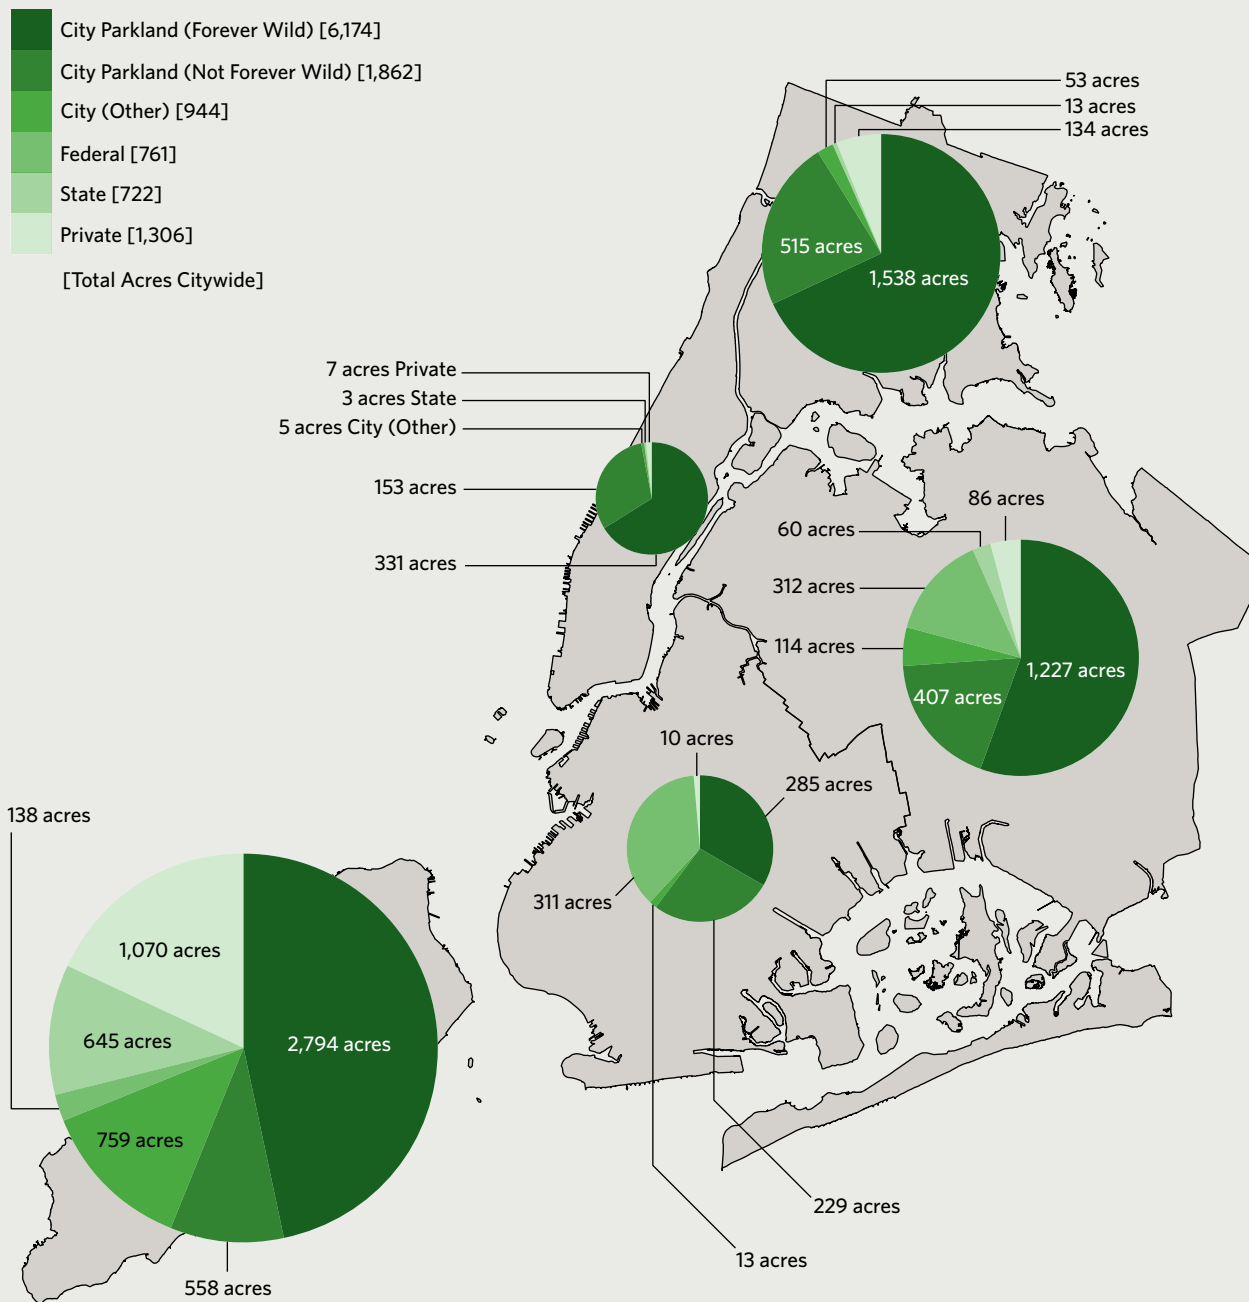 City Parkland (Forever Wild) [6,174]
City Parkland (Not Forever Wild) [1,862]
City (Other) [944]
Federal [761]
State [722]
Private [1,306]
[Total Acres Citywide]
53 acres
13 acres
134 acres
515 acres
1,538 acres
7 acres Private
3 acres State
5 acres City (Other)
153 acres
331 acres
86 acres
60 acres
312 acres
114 acres
1,227 acres
407 acres
10 acres
285 acres
311 acres
229 acres
13 acres
138 acres
1,070 acres
645 acres
2,794 acres
759 acres
558 acres